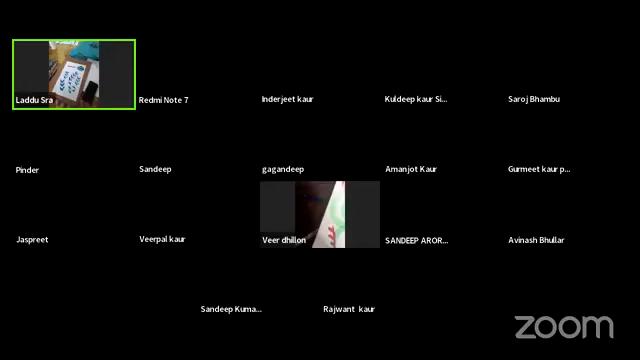 Laddu Sra
Redmi Note 7
Inderjeet kaur
Kuldeep kaur Si...
Saroj Bhambu
Pinder
Sandeep
gagandeep
Amanjot Kaur
Gurmeet kaur p...
Jaspreet
Veerpal kaur
Veer dhillon
SANDEEP AROR...
Avinash Bhullar
Sandeep Kuma...
Rajwant kaur
zoom